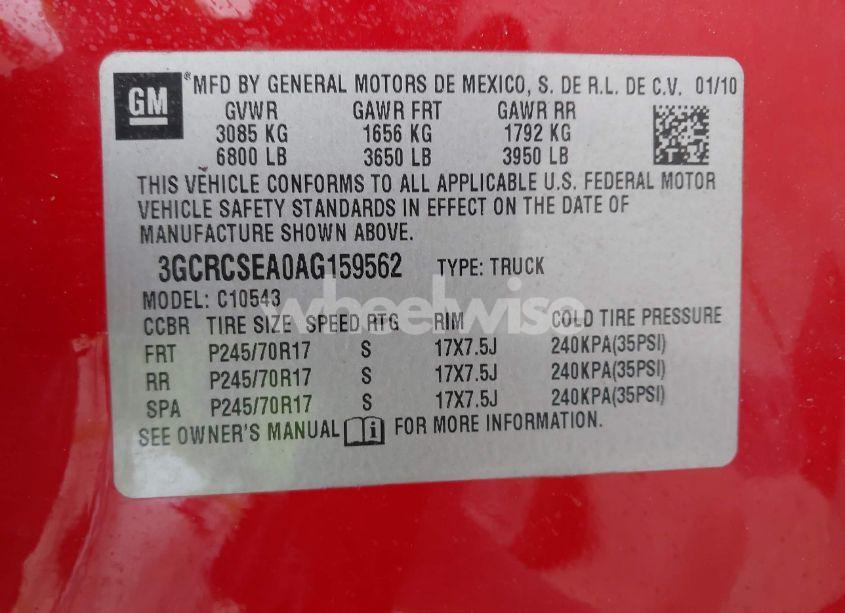 GM ®MFD BY GENERAL MOTORS DE MEXICO, S. DE R.L. DE C.V. 01/10
GVWR GAWR FRT GAWR RR
3085 KG 1656 KG 1792 KG
6800 LB 3650 LB 3950 LB
THIS VEHICLE CONFORMS TO ALL APPLICABLE U.S. FEDERAL MOTOR
VEHICLE SAFETY STANDARDS IN EFFECT ON THE DATE OF
MANUFACTURE SHOWN ABOVE.
3GCRCSEA0AG159562 TYPE: TRUCK
MODEL: C10543
wheelwise
CCBR TIRE SIZE SPEED RTG RIM COLD TIRE PRESSURE
FRT P245/70R17 S 17X7.5J 240KPA(35PSI)
RR P245/70R17 S 17X7.5J 240KPA(35PSI)
SPA P245/70R17 S 17X7.5J 240KPA(35PSI)
SEE OWNER'S MANUAL i FOR MORE INFORMATION.